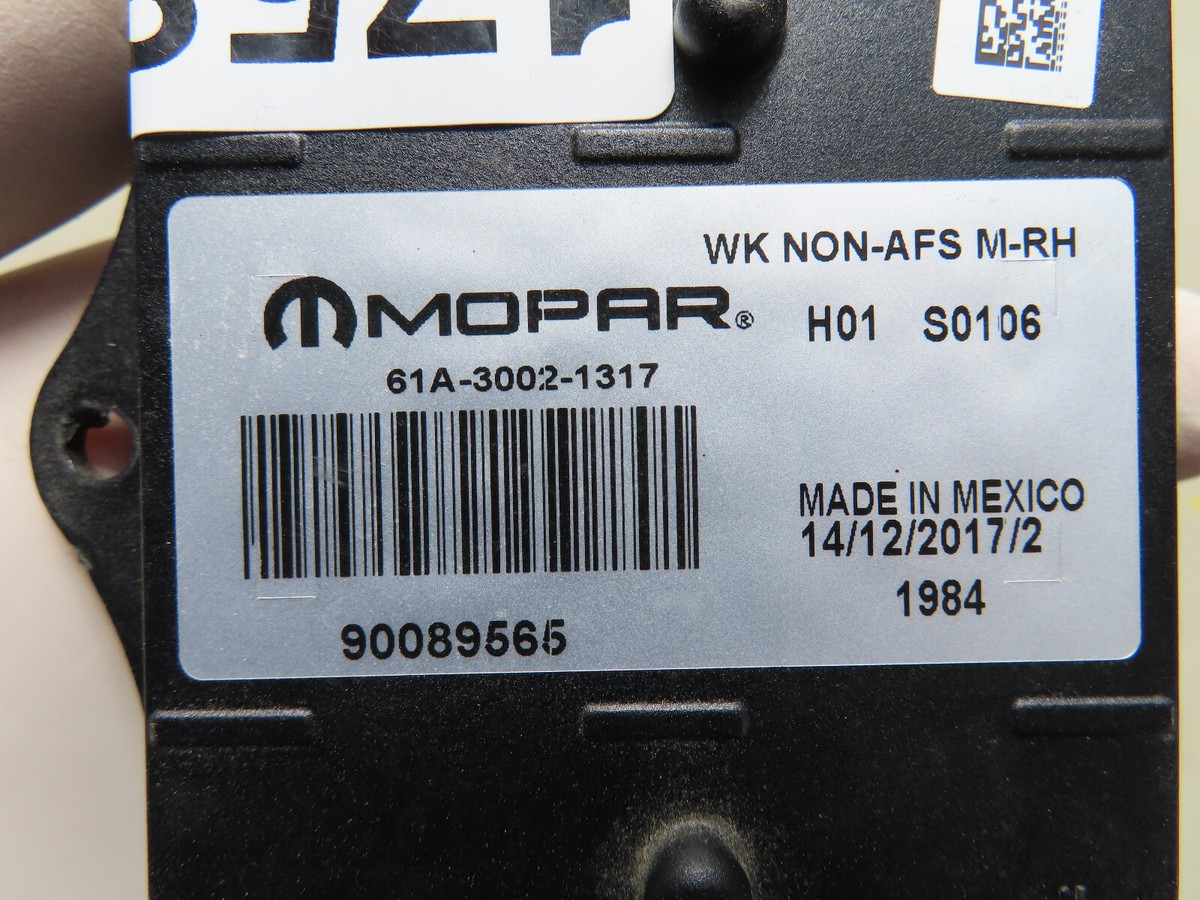 WK NON-AFS M-RH
MOPAR®
H01 S0106
61A-3002-1317
MADE IN MEXICO
14/12/2017/2
1984
90089565